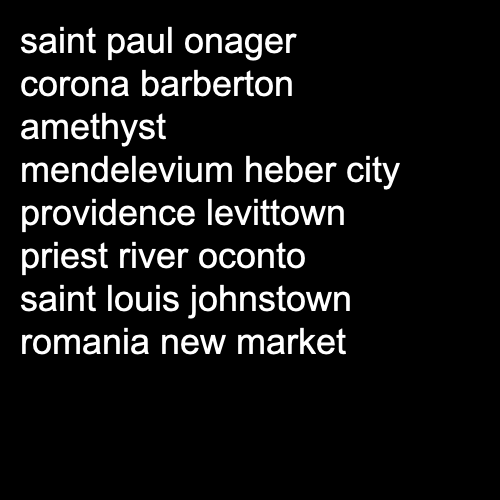 saint paul onager
corona barberton
amethyst
mendelevium heber city
providence levittown
priest river oconto
saint louis johnstown
romania new market